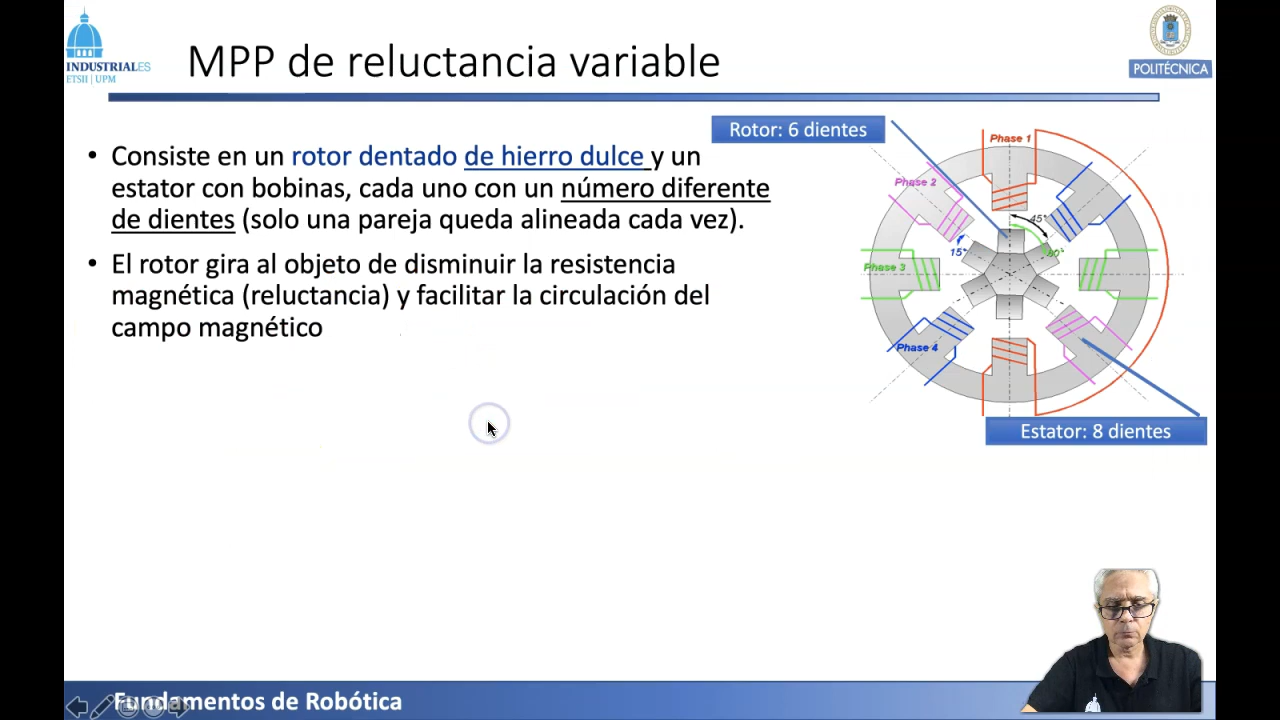 INDUSTRIALES
ETSII | UPM
MPP de reluctancia variable
POLITÉCNICA
Rotor: 6 dientes
• Consiste en un rotor dentado de hierro dulce y un
estator con bobinas, cada uno con un número diferente
de dientes (solo una pareja queda alineada cada vez).
• El rotor gira al objeto de disminuir la resistencia
magnética (reluctancia) y facilitar la circulación del
campo magnético
Phase 1
Phase 2
45°
15°
60°
Phase 3
Phase 4
Estator: 8 dientes
Fundamentos de Robótica